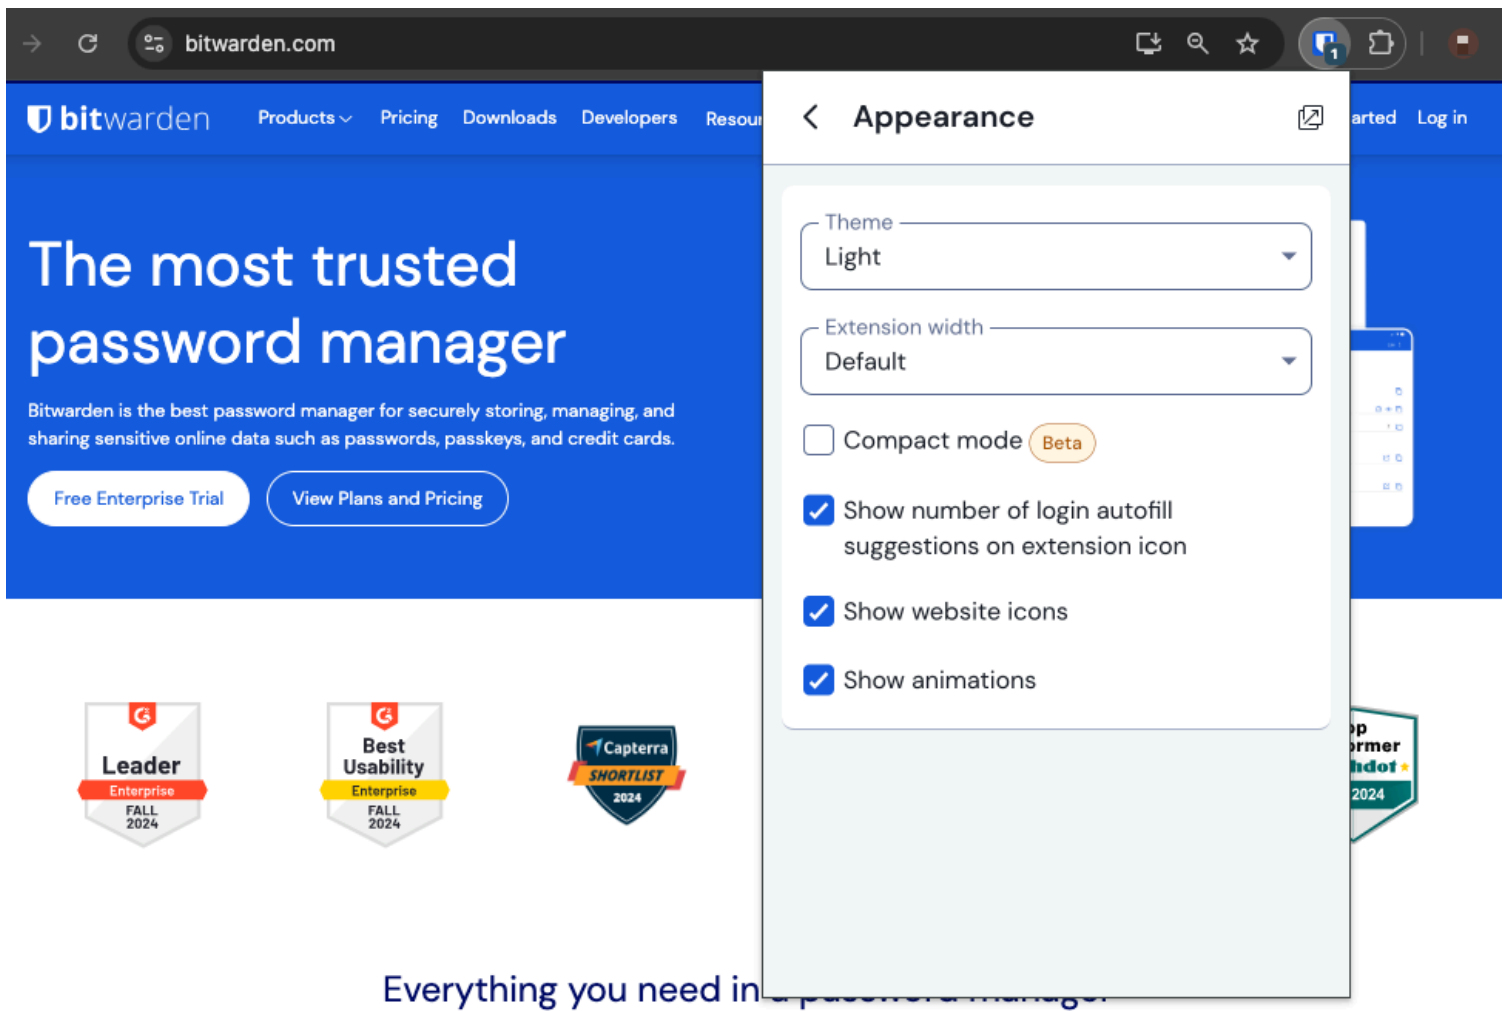 bitwarden.com
1
bitwarden
Products
Pricing
Downloads
Developers
Log in
The most trusted
password manager
Bitwarden is the best password manager for securely storing, managing, and
sharing sensitive online data such as passwords, passkeys, and credit cards.
Free Enterprise Trial
View Plans and Pricing
Appearance
Theme
Light
Extension width
Default
Compact mode Beta
Show number of login autofill
suggestions on extension icon
Show website icons
Show animations
Leader
Enterprise
FALL
2024
Best
Usability
Enterprise
FALL
2024
Capterra
SHORTLIST
2024
2024
Everything you need in